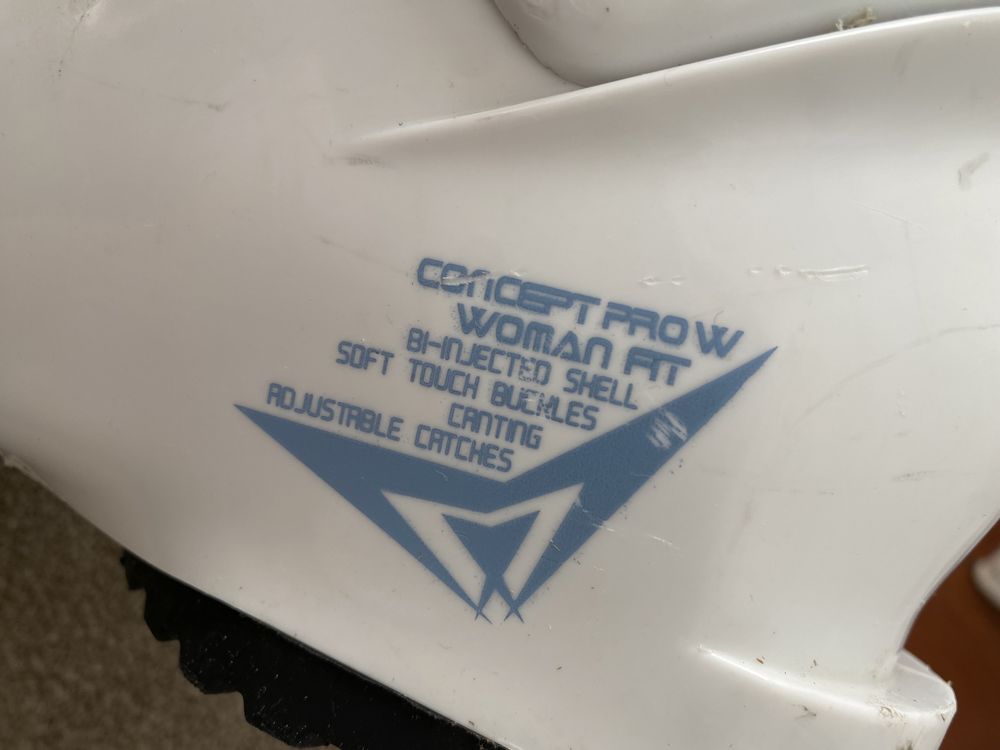 CONCEPT PRO W
WOMAN FIT
BI-INJECTED SHELL
SOFT TOUCH BUCKLES
CANTING
ADJUSTABLE CATCHES